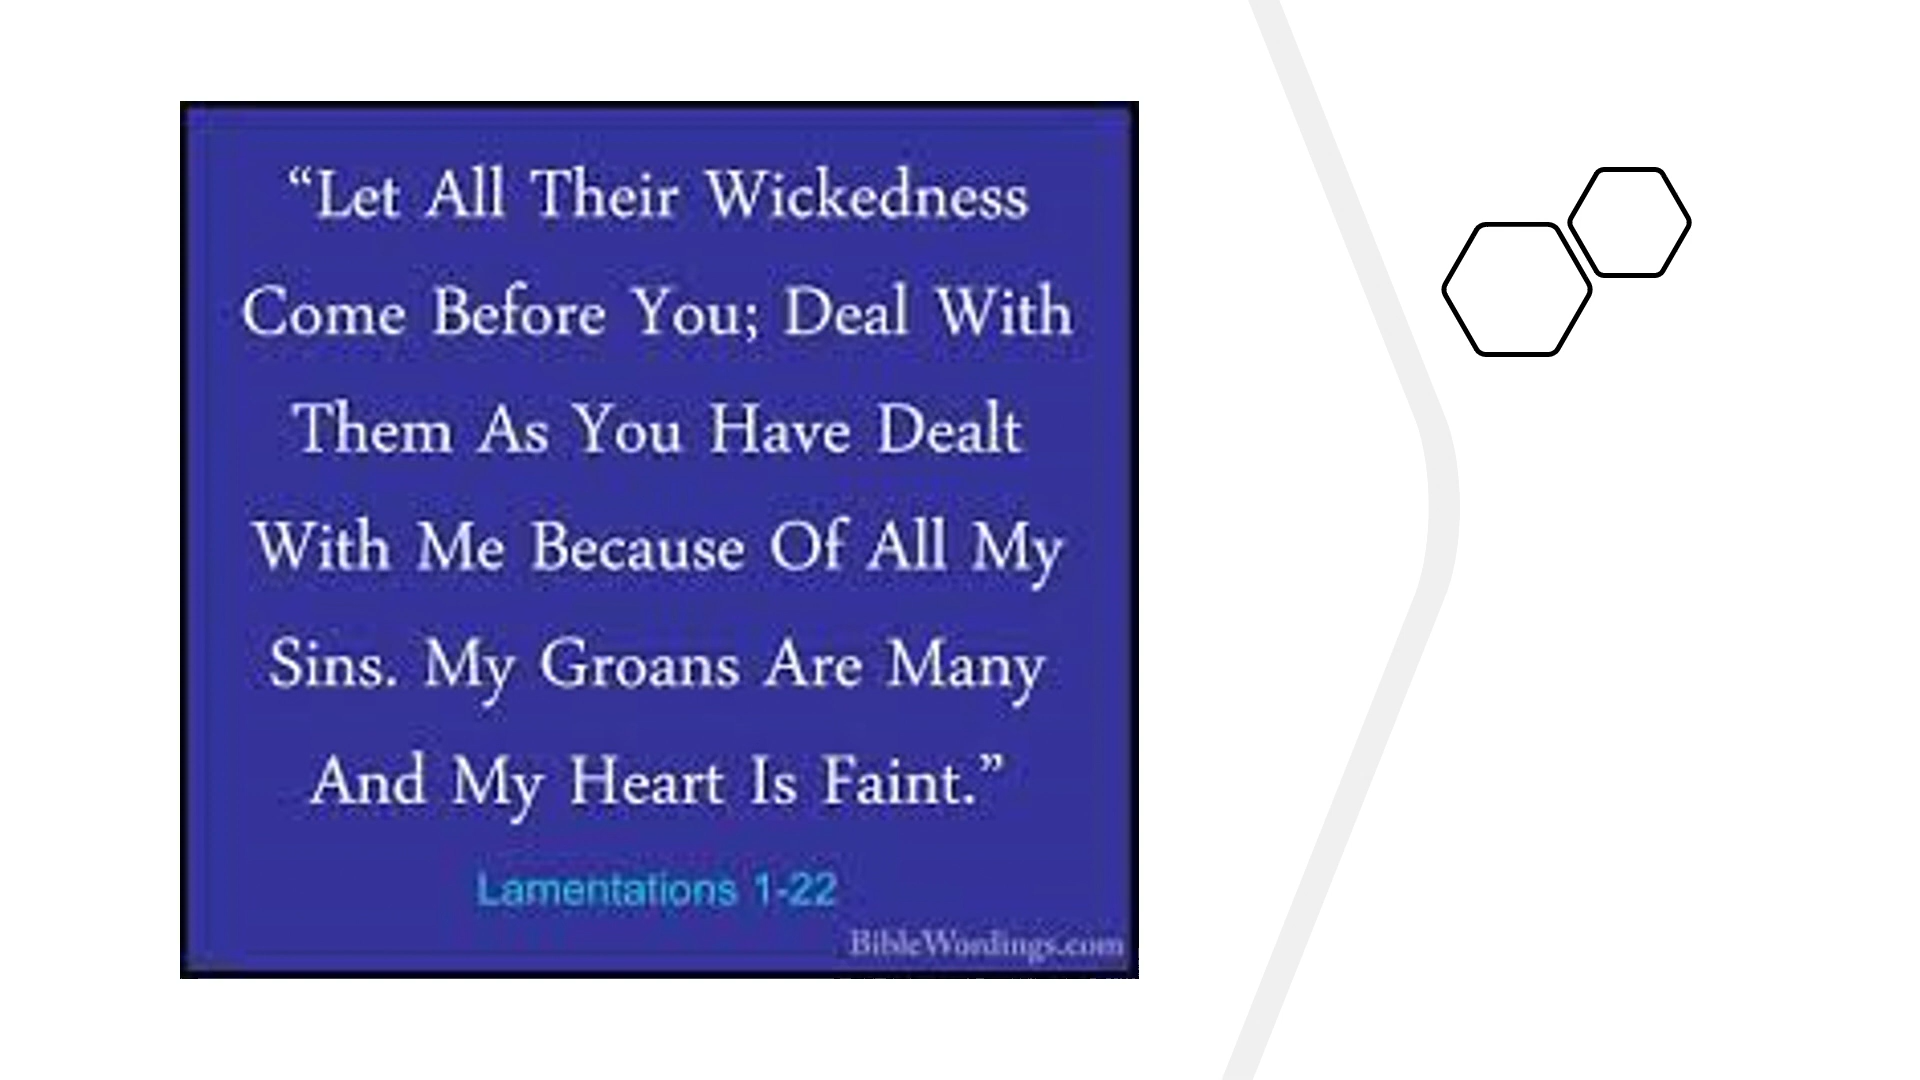 “Let All Their Wickedness
Come Before You; Deal With
Them As You Have Dealt
With Me Because Of All My
Sins. My Groans Are Many
And My Heart Is Faint.”
Lamentations 1-22
BibleWordings.com